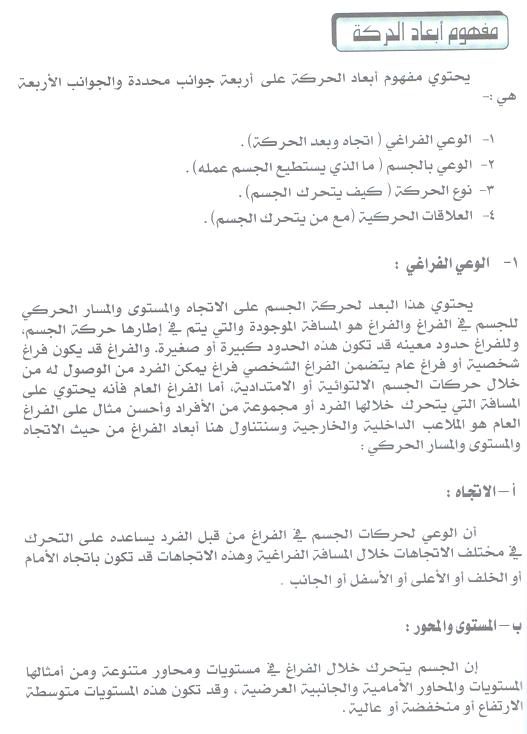 مفهوم أبعاد الحركة
يحتوي مفهوم أبعاد الحركة على أربعة جوانب محددة والجوانب الأربعة
هي :-
١- الوعي الفراغي ( اتجاه وبعد الحركة) .
٢- الوعي بالجسم ( ما الذي يستطيع الجسم عمله) .
٣- نوع الحركة ( كيف يتحرك الجسم) .
٤- العلاقات الحركية (مع من يتحرك الجسم) .
١- الوعي الفراغي :
يحتوي هذا البعد لحركة الجسم على الاتجاه والمستوى والمسار الحركي
للجسم في الفراغ والفراغ هو المسافة الموجودة والتي يتم في إطارها حركة الجسم،
وللفراغ حدود معينه قد تكون هذه الحدود كبيرة أو صغيرة. والفراغ قد يكون فراغ
شخصية أو فراغ عام يتضمن الفراغ الشخصي فراغ يمكن الفرد من الوصول له من
خلال حركات الجسم الالتوائية أو الامتدادية، أما الفراغ العام فأنه يحتوي على
المسافة التي يتحرك خلالها الفرد أو مجموعة من الأفراد وأحسن مثال على الفراغ
العام هو الملاعب الداخلية والخارجية وسنتناول هنا أبعاد الفراغ من حيث الاتجاه
والمستوى والمسار الحركي :
أ – الاتجاه :
أن الوعي لحركات الجسم في الفراغ من قبل الفرد يساعده على التحرك
في مختلف الاتجاهات خلال المسافة الفراغية وهذه الاتجاهات قد تكون باتجاه الأمام
أو الخلف أو الأعلى أو الأسفل أو الجانب .
ب – المستوى والمحور :
إن الجسم يتحرك خلال الفراغ في مستويات ومحاور متنوعة ومن أمثالها
المستويات والمحاور الأمامية والجانبية العرضية ، وقد تكون هذه المستويات متوسطة
الارتفاع أو منخفضة أو عالية .